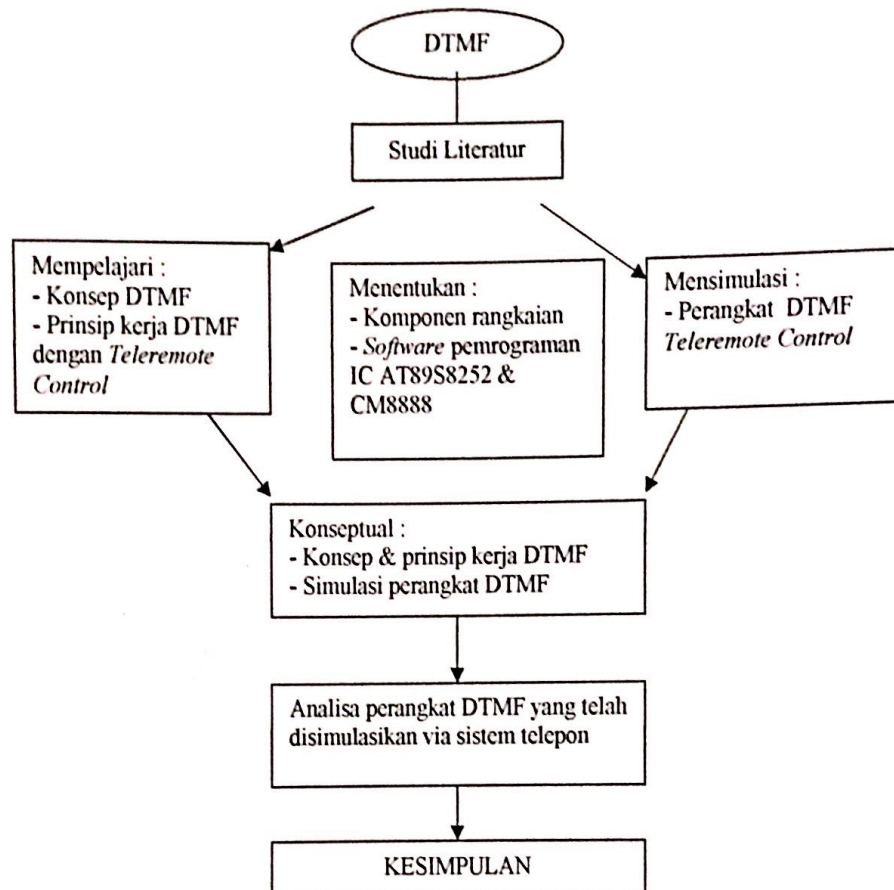 DTMF
Studi Literatur
Mempelajari :
- Konsep DTMF
- Prinsip kerja DTMF
dengan Teleremote
Control
Menentukan :
- Komponen rangkaian
- Software pemrograman
IC AT89S8252 &
CM8888
Mensimulasi :
- Perangkat DTMF
Teleremote Control
Konseptual :
- Konsep & prinsip kerja DTMF
- Simulasi perangkat DTMF
Analisa perangkat DTMF yang telah
disimulasikan via sistem telepon
KESIMPULAN